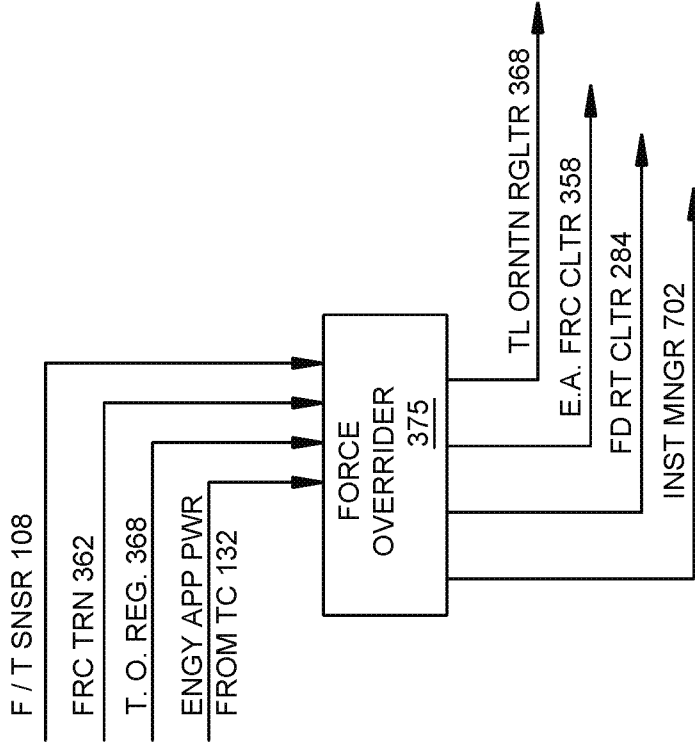 F / T SNSR 108
FRC TRN 362
T. O. REG. 368
ENGY APP PWR
FROM TC 132
FORCE
OVERRIDER
375
TL ORNTN RGLTR 368
E.A. FRC CLTR 358
FD RT CLTR 284
INST MNGR 702